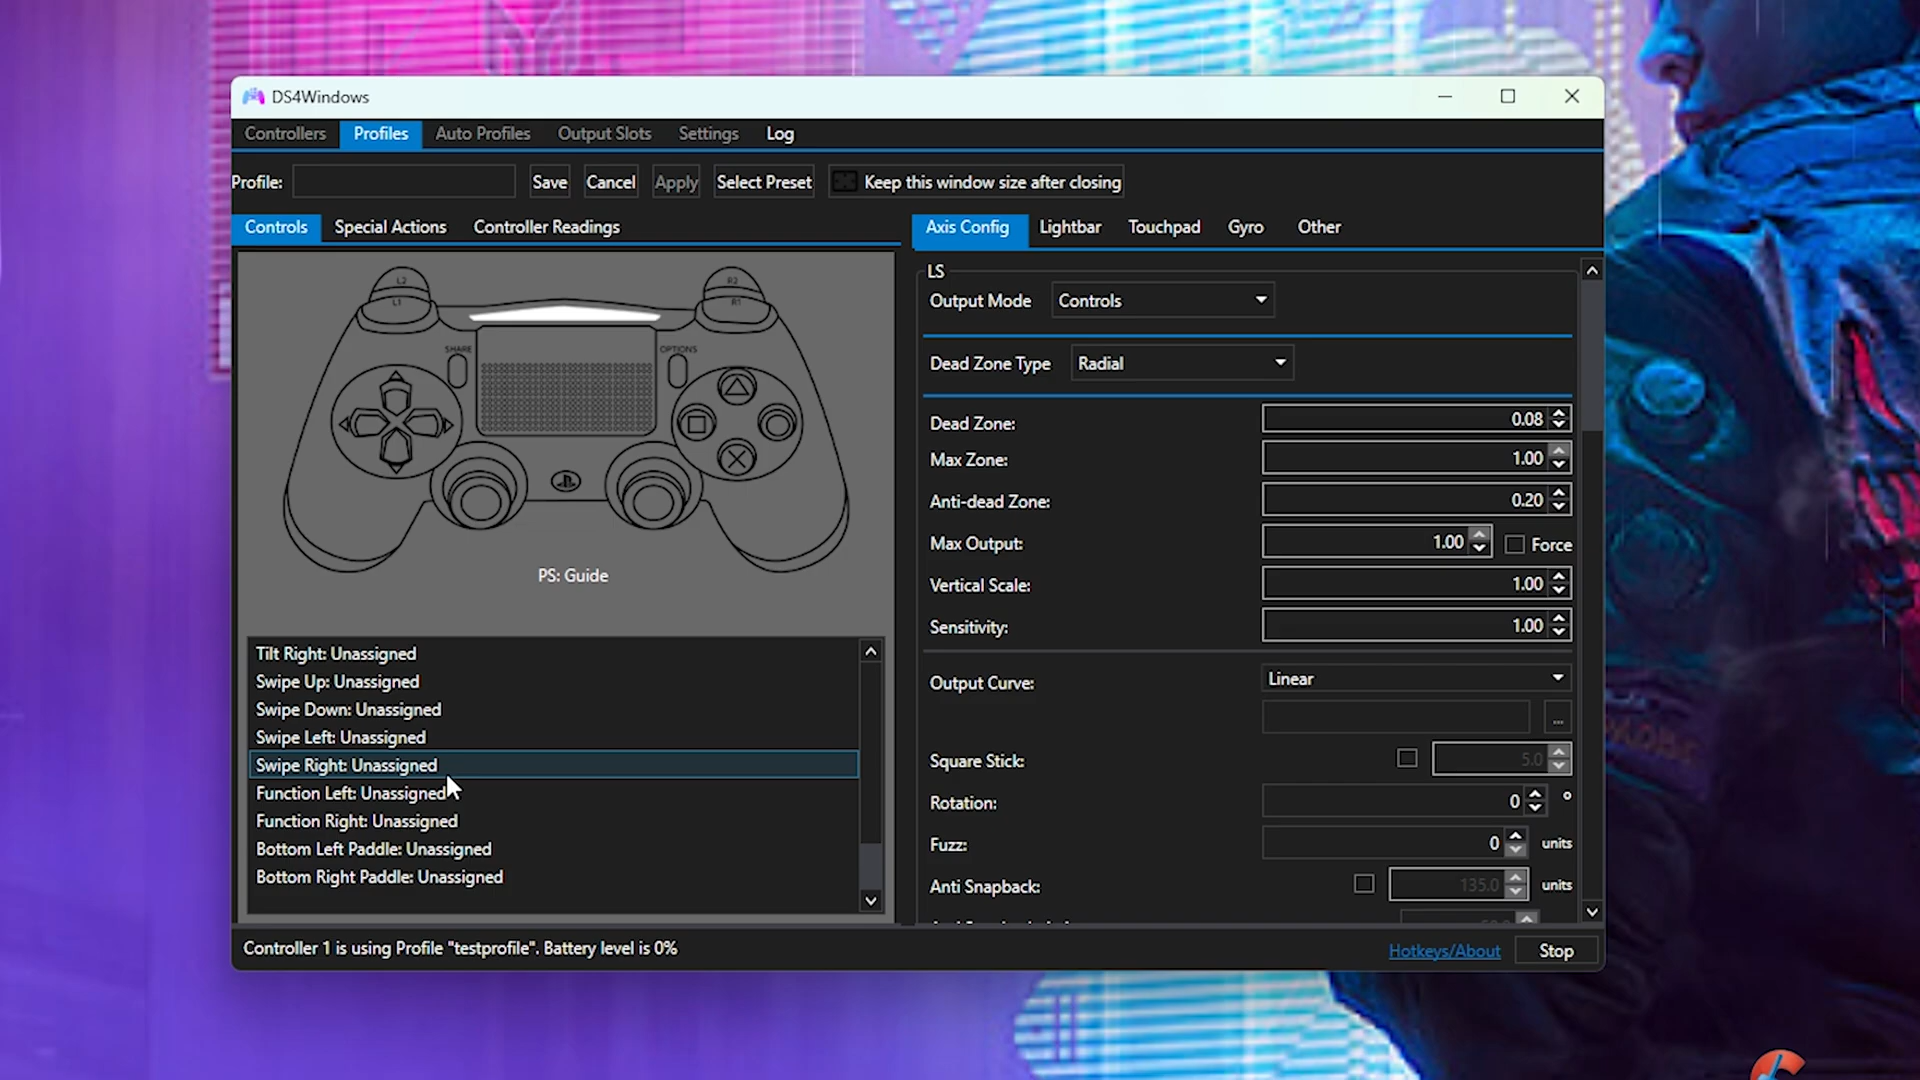 DS4Windows
Controllers Profiles Auto Profiles Output Slots Settings Log
Profile: Save Cancel Apply Select Preset Keep this window size after closing
Controls Special Actions Controller Readings
Axis Config Lightbar Touchpad Gyro Other
L2
L1
R2
R1
SHARE
OPTIONS
PS: Guide
Tilt Right: Unassigned
Swipe Up: Unassigned
Swipe Down: Unassigned
Swipe Left: Unassigned
Swipe Right: Unassigned
Function Left: Unassigned
Function Right: Unassigned
Bottom Left Paddle: Unassigned
Bottom Right Paddle: Unassigned
LS
Output Mode Controls
Dead Zone Type Radial
Dead Zone: 0.08
Max Zone: 1.00
Anti-dead Zone: 0.20
Max Output: 1.00 Force
Vertical Scale: 1.00
Sensitivity: 1.00
Output Curve: Linear
...
Square Stick: 5.0
Rotation: 0 °
Fuzz: 0 units
Anti Snapback: 135.0 units
Controller 1 is using Profile "testprofile". Battery level is 0%
Hotkeys/About Stop